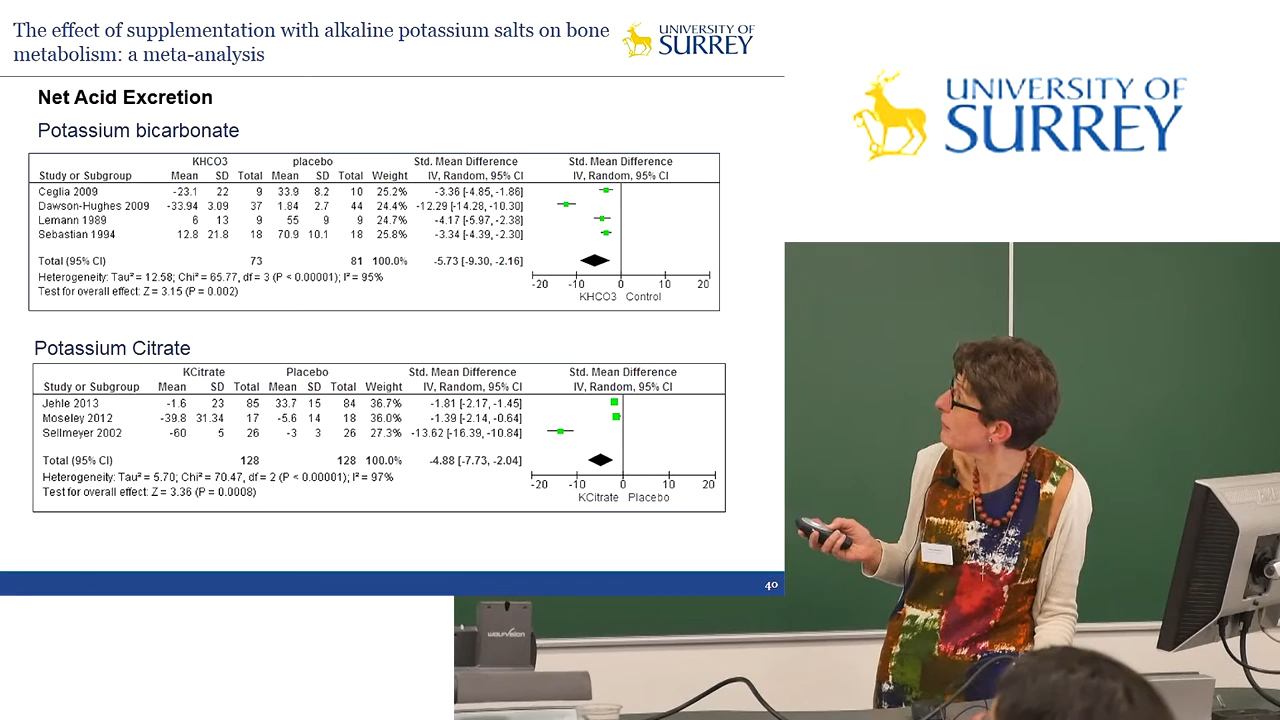 The effect of supplementation with alkaline potassium salts on bone
metabolism: a meta-analysis
UNIVERSITY OF
SURREY
Net Acid Excretion
Potassium bicarbonate
KHCO3 placebo Std. Mean Difference Std. Mean Difference
Study or Subgroup Mean SD Total Mean SD Total Weight IV, Random, 95% CI IV, Random, 95% CI
Ceglia 2009 -23.1 22 9 33.9 8.2 10 25.2% -3.36 [-4.85, -1.86]
Dawson-Hughes 2009 -33.94 3.09 37 1.84 2.7 44 24.4% -12.29 [-14.28, -10.30]
Lemann 1989 6 13 9 55 9 9 24.7% -4.17 [-5.97, -2.38]
Sebastian 1994 12.8 21.8 18 70.9 10.1 18 25.8% -3.34 [-4.39, -2.30]
Total (95% CI) 73 81 100.0% -5.73 [-9.30, -2.16]
Heterogeneity: Tau² = 12.58; Chi² = 65.77, df = 3 (P < 0.00001); I² = 95%
Test for overall effect: Z = 3.15 (P = 0.002)
-20 -10 0 10 20
KHCO3 Control
Potassium Citrate
KCitrate Placebo Std. Mean Difference Std. Mean Difference
Study or Subgroup Mean SD Total Mean SD Total Weight IV, Random, 95% CI IV, Random, 95% CI
Jehle 2013 -1.6 23 85 33.7 15 84 36.7% -1.81 [-2.17, -1.45]
Moseley 2012 -39.8 31.34 17 -5.6 14 18 36.0% -1.39 [-2.14, -0.64]
Sellmeyer 2002 -60 5 26 -3 3 26 27.3% -13.62 [-16.39, -10.84]
Total (95% CI) 128 128 100.0% -4.88 [-7.73, -2.04]
Heterogeneity: Tau² = 5.70; Chi² = 70.47, df = 2 (P < 0.00001); I² = 97%
Test for overall effect: Z = 3.36 (P = 0.0008)
-20 -10 0 10 20
KCitrate Placebo
40
UNIVERSITY OF
SURREY
wolfvision